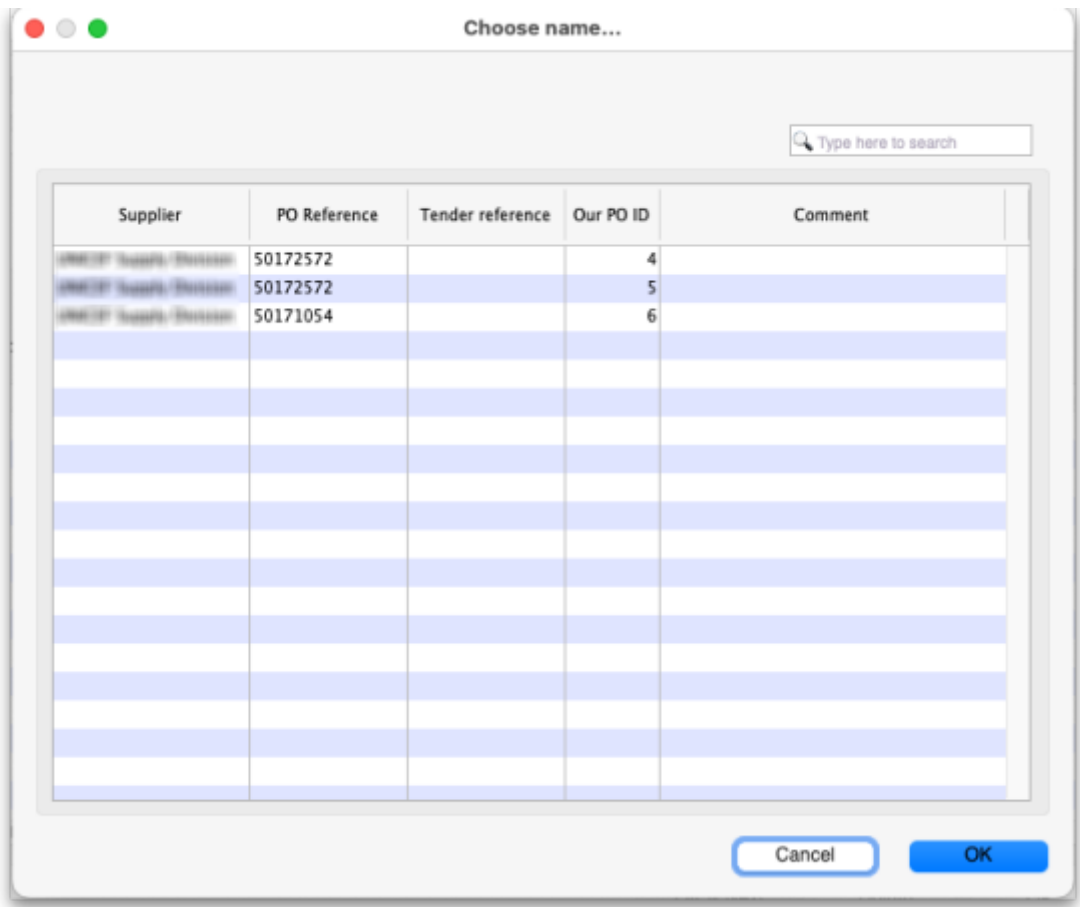 Choose name...
Type here to search
Supplier PO Reference Tender reference Our PO ID Comment
50172572 4
50172572 5
50171054 6
Cancel OK